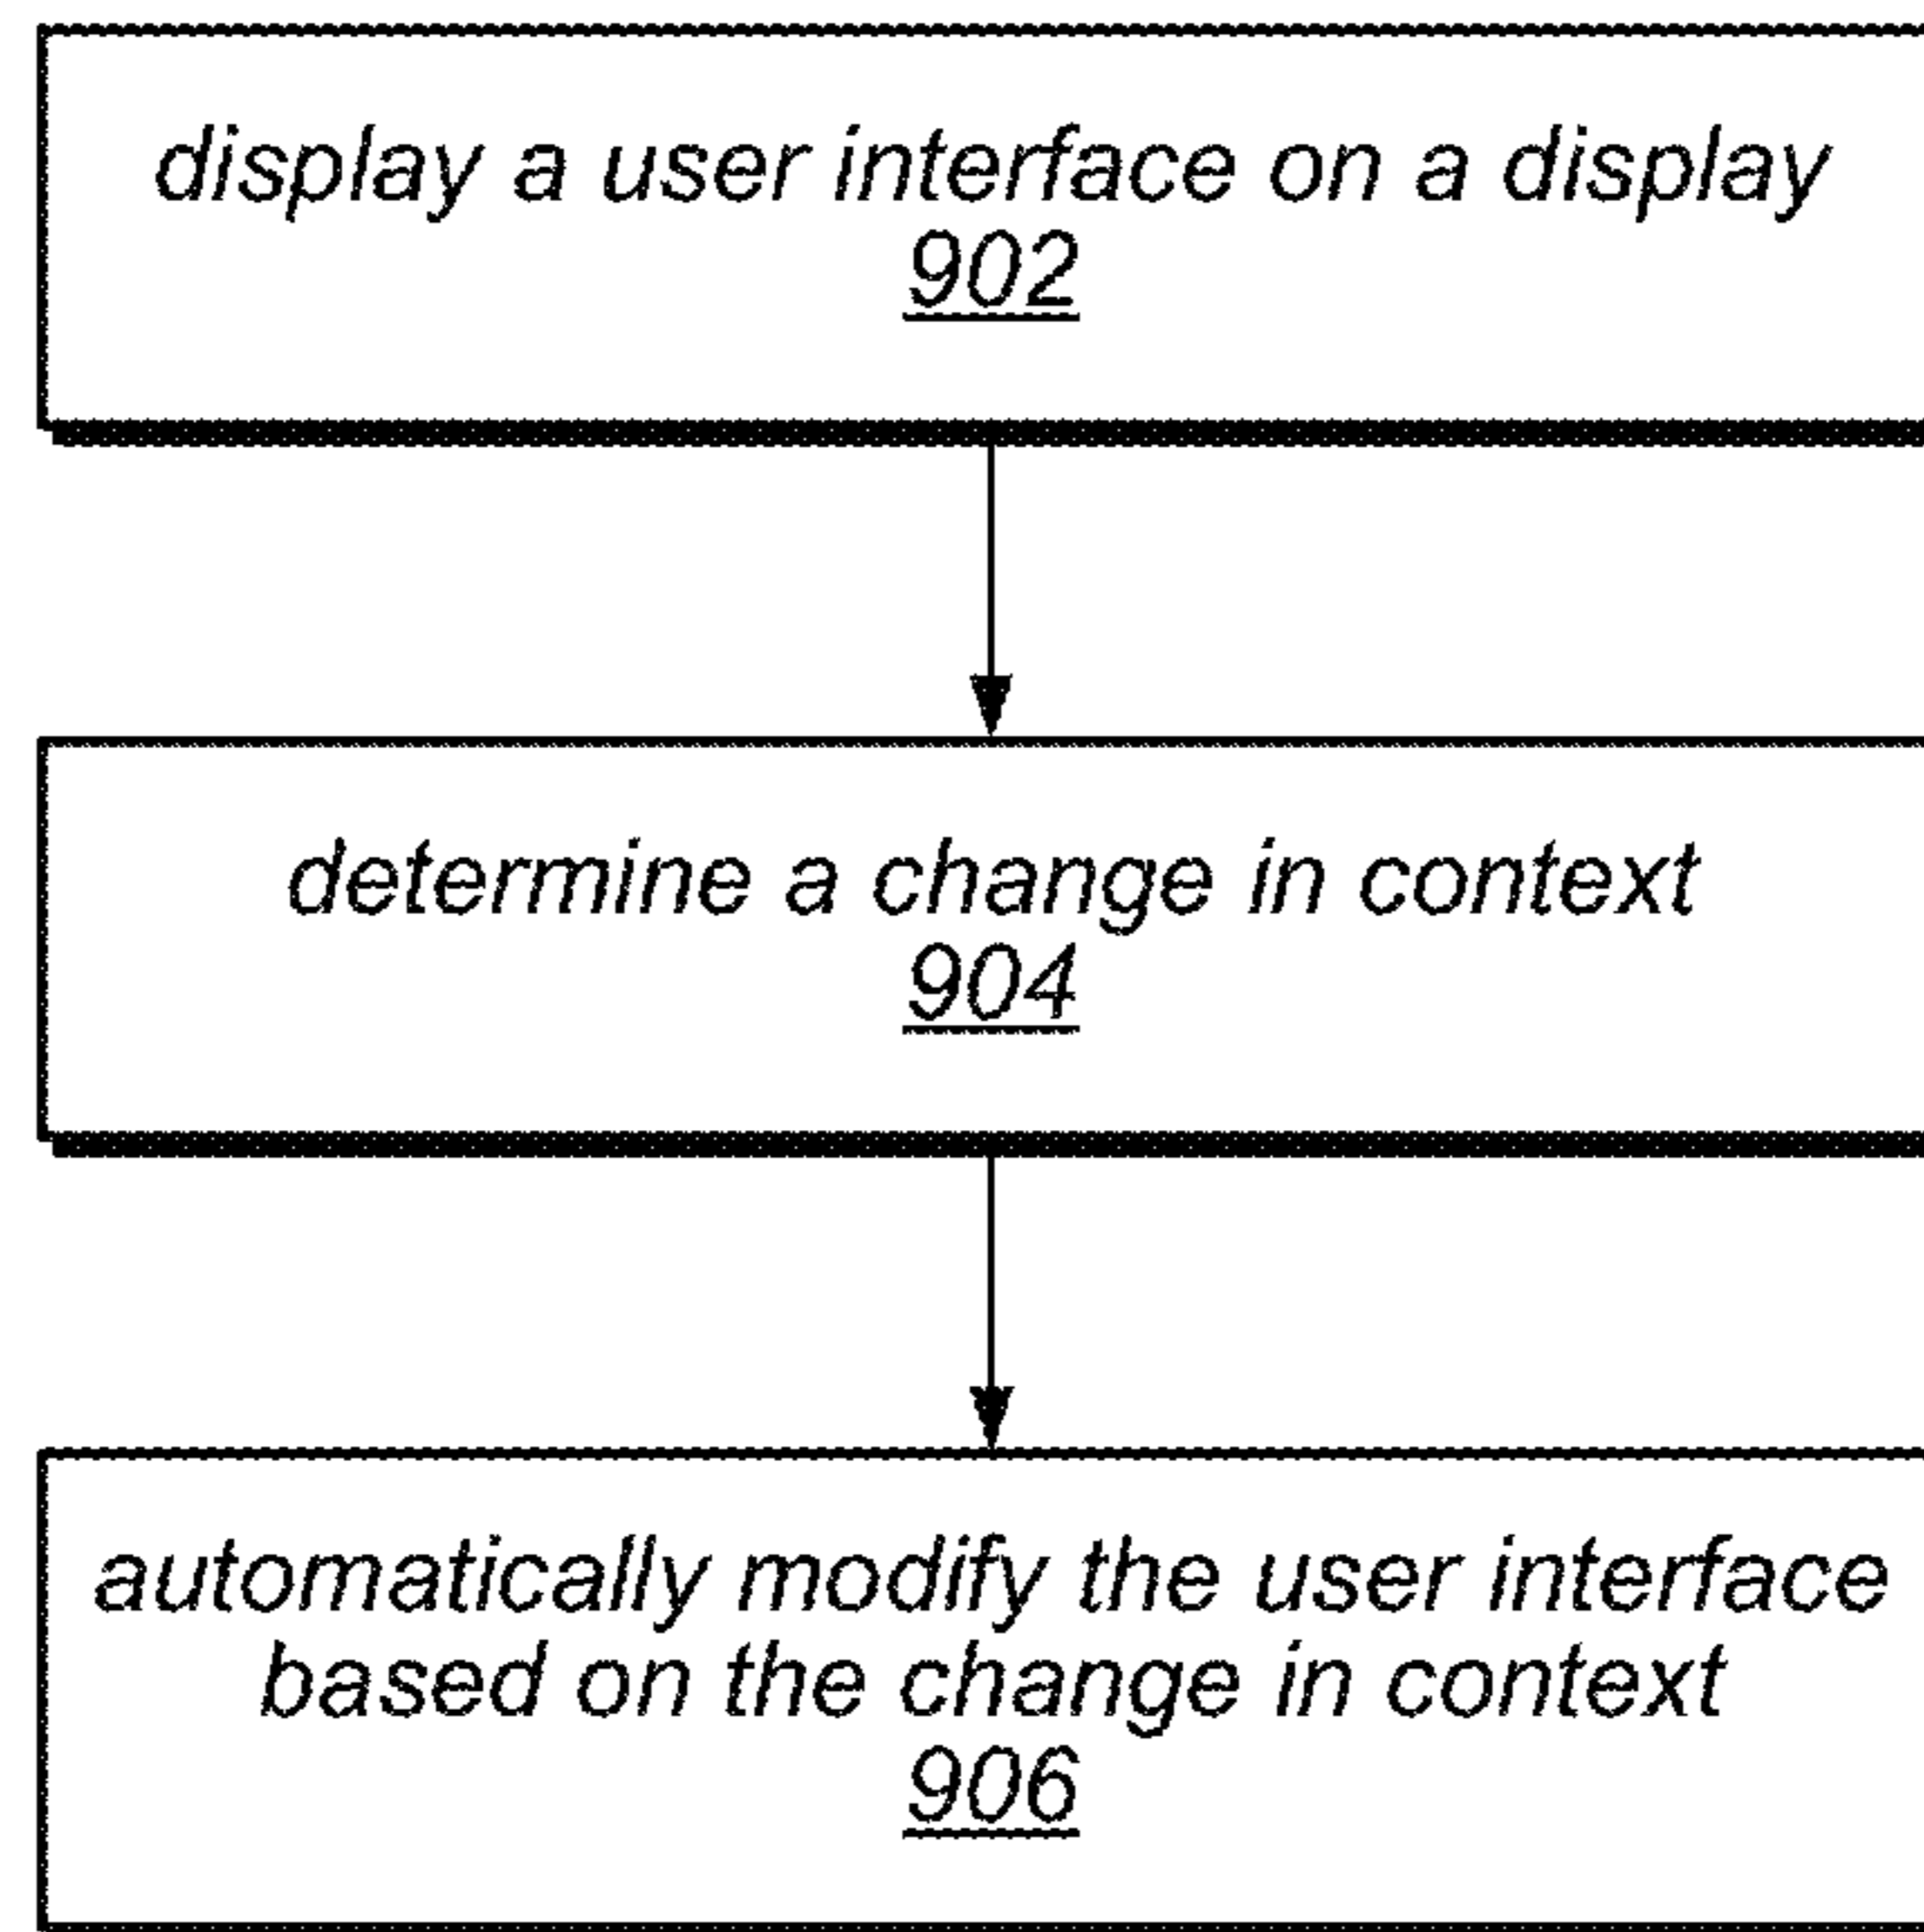 display a user interface on a display
902
determine a change in context
904
automatically modify the user interface
based on the change in context
906